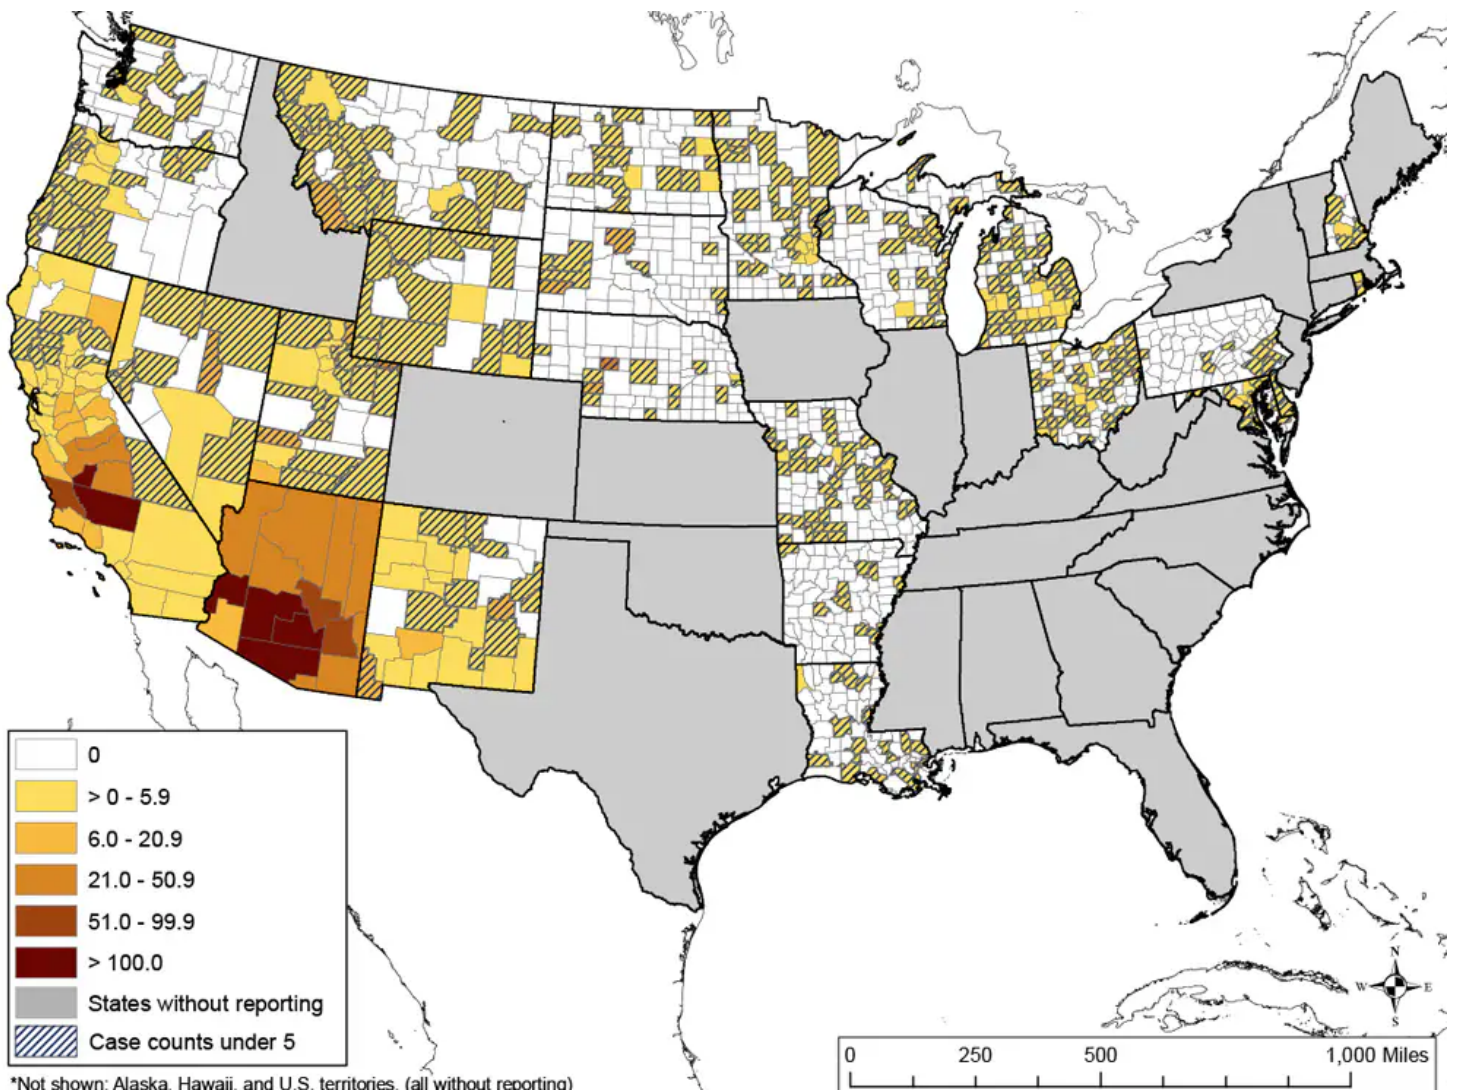 0
> 0 - 5.9
6.0 - 20.9
21.0 - 50.9
51.0 - 99.9
> 100.0
States without reporting
Case counts under 5
*Not shown: Alaska, Hawaii, and U.S. territories. (all without reporting)
N
W E
S
0 250 500 1,000 Miles